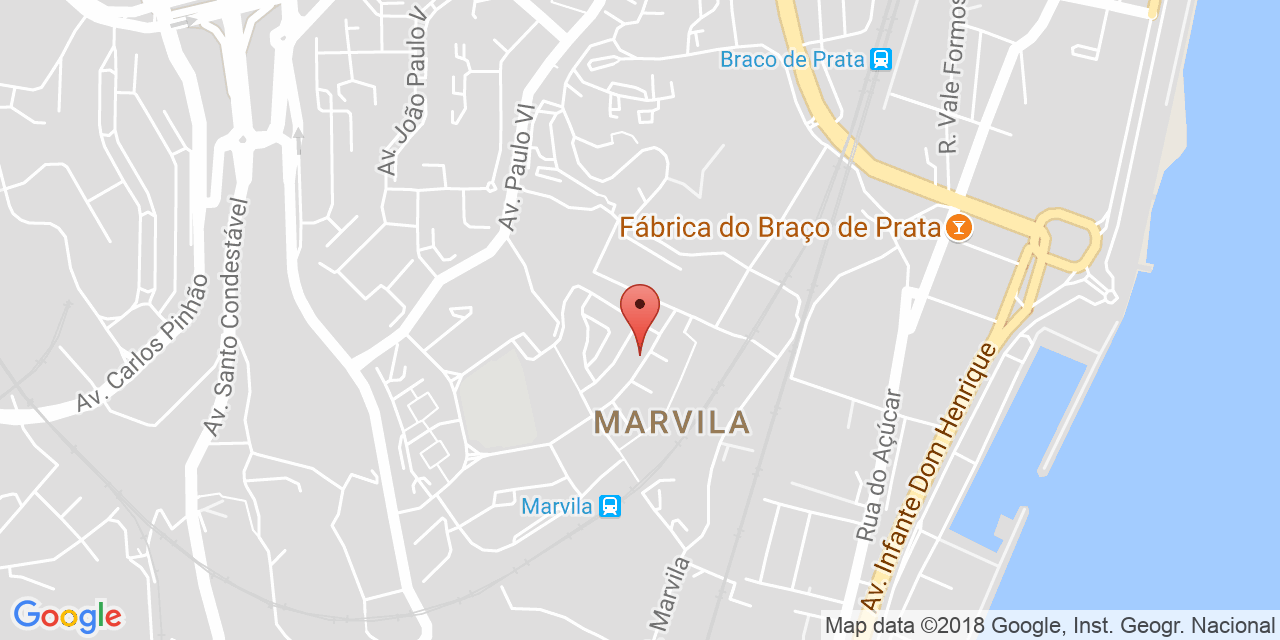 Av. João Paulo V
Braco de Prata
R. Vale Formos
Av. Paulo VI
Fábrica do Braço de Prata
Av. Santo Condestável
Av. Carlos Pinhão
Av. Infante Dom Henrique
Rua do Açúcar
MARVILA
Marvila
Marvila
Google
Map data ©2018 Google, Inst. Geogr. Nacional